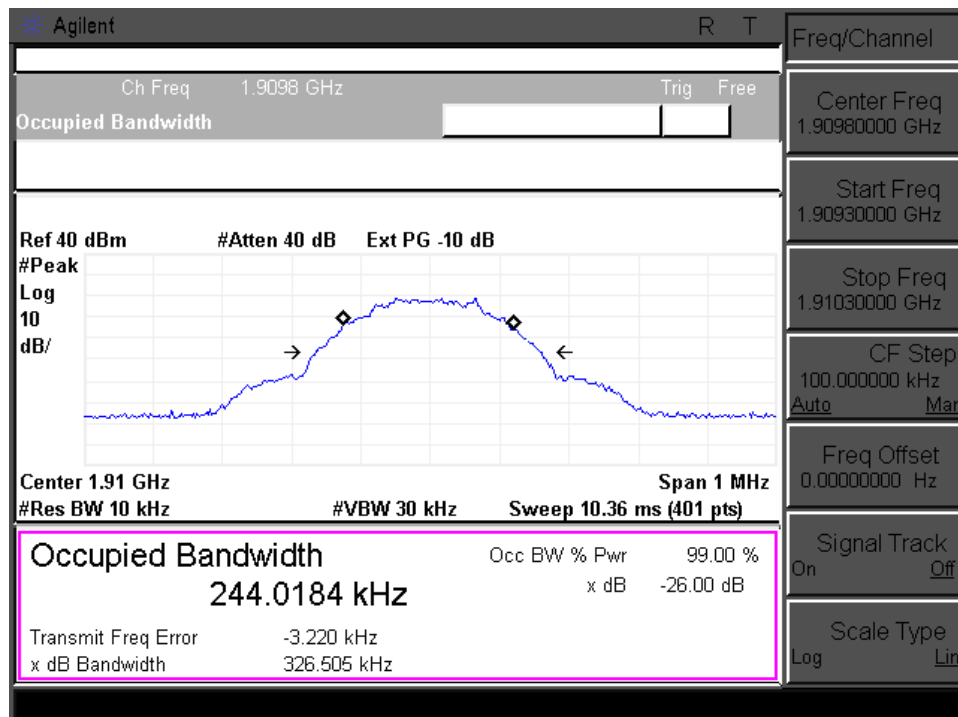 Agilent R T
Ch Freq 1.9098 GHz Trig Free
Occupied Bandwidth
Ref 40 dBm #Atten 40 dB Ext PG -10 dB
#Peak
Log
10
dB/
Center 1.91 GHz Span 1 MHz
#Res BW 10 kHz #VBW 30 kHz Sweep 10.36 ms (401 pts)
Occupied Bandwidth
244.0184 kHz
Occ BW % Pwr 99.00 %
x dB -26.00 dB
Transmit Freq Error -3.220 kHz
x dB Bandwidth 326.505 kHz
Freq/Channel
Center Freq
1.90980000 GHz
Start Freq
1.90930000 GHz
Stop Freq
1.91030000 GHz
CF Step
100.000000 kHz
Auto Mar
Freq Offset
0.00000000 Hz
Signal Track
On Off
Scale Type
Log Lin